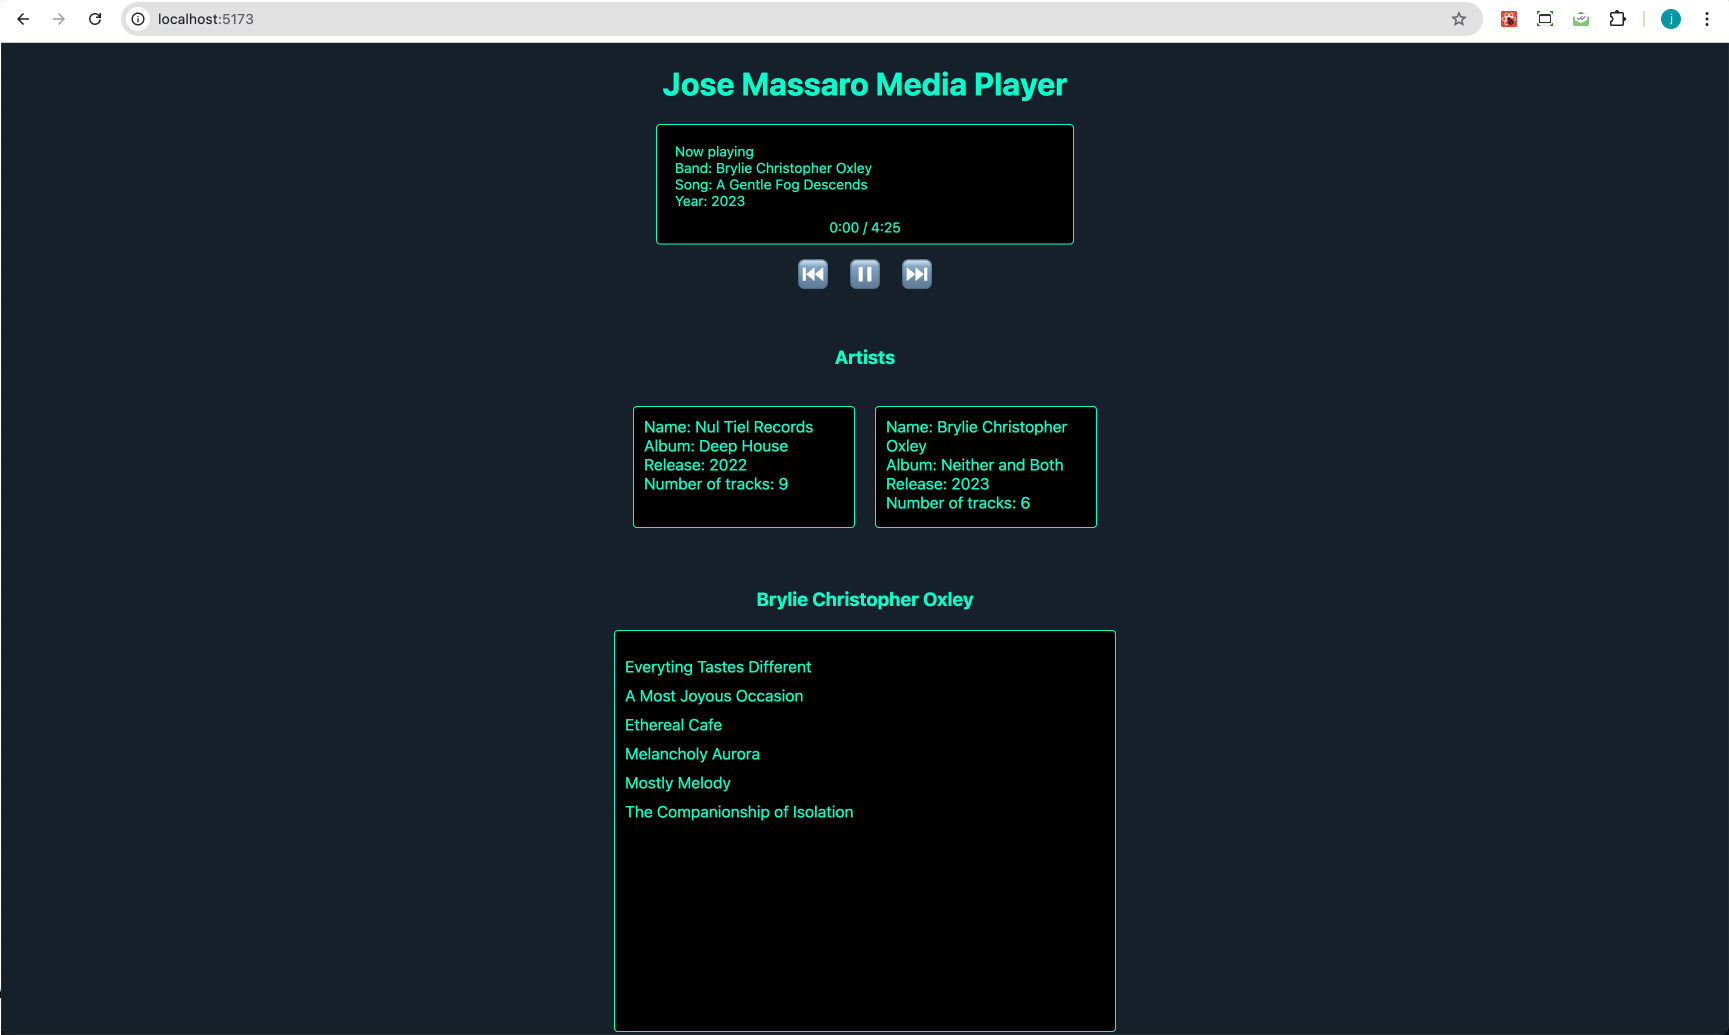 localhost:5173
j
Jose Massaro Media Player
Now playing
Band: Brylie Christopher Oxley
Song: A Gentle Fog Descends
Year: 2023
0:00 / 4:25
Artists
Name: Nul Tiel Records
Album: Deep House
Release: 2022
Number of tracks: 9
Name: Brylie Christopher
Oxley
Album: Neither and Both
Release: 2023
Number of tracks: 6
Brylie Christopher Oxley
Everyting Tastes Different
A Most Joyous Occasion
Ethereal Cafe
Melancholy Aurora
Mostly Melody
The Companionship of Isolation